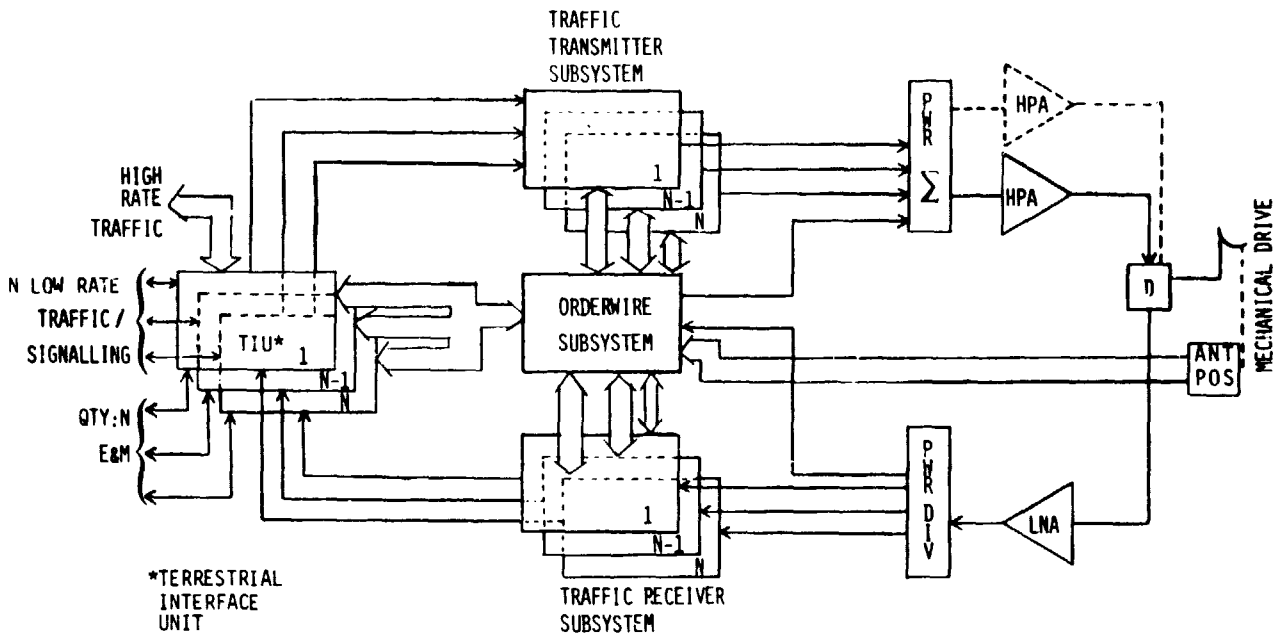 TRAFFIC
TRANSMITTER
SUBSYSTEM
PWR
Σ
HPA
HPA
1
N-1
N
HIGH
RATE
TRAFFIC
N LOW RATE
TRAFFIC/
SIGNALLING
TIU*
1
N-1
N
ORDERWIRE
SUBSYSTEM
η
MECHANICAL DRIVE
ANT
POS
QTY:N
E&M
1
N-1
N
PWR DIV
LNA
*TERRESTRIAL
INTERFACE
UNIT
TRAFFIC RECEIVER
SUBSYSTEM